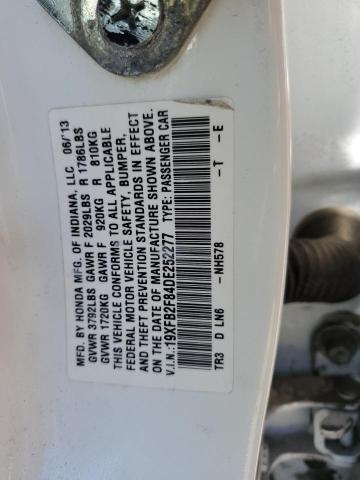 MFD. BY HONDA MFG. OF INDIANA, LLC 06/'13
GVWR 3792LBS GAWR F 2029LBS R 1786LBS
GVWR 1720KG GAWR F 920KG R 810KG
THIS VEHICLE CONFORMS TO ALL APPLICABLE
FEDERAL MOTOR VEHICLE SAFETY, BUMPER,
AND THEFT PREVENTION STANDARDS IN EFFECT
ON THE DATE OF MANUFACTURE SHOWN ABOVE.
V.I.N.: 19XFB2F84DE252277 TYPE: PASSENGER CAR
TR3 D LN6 -NH578 -T -E